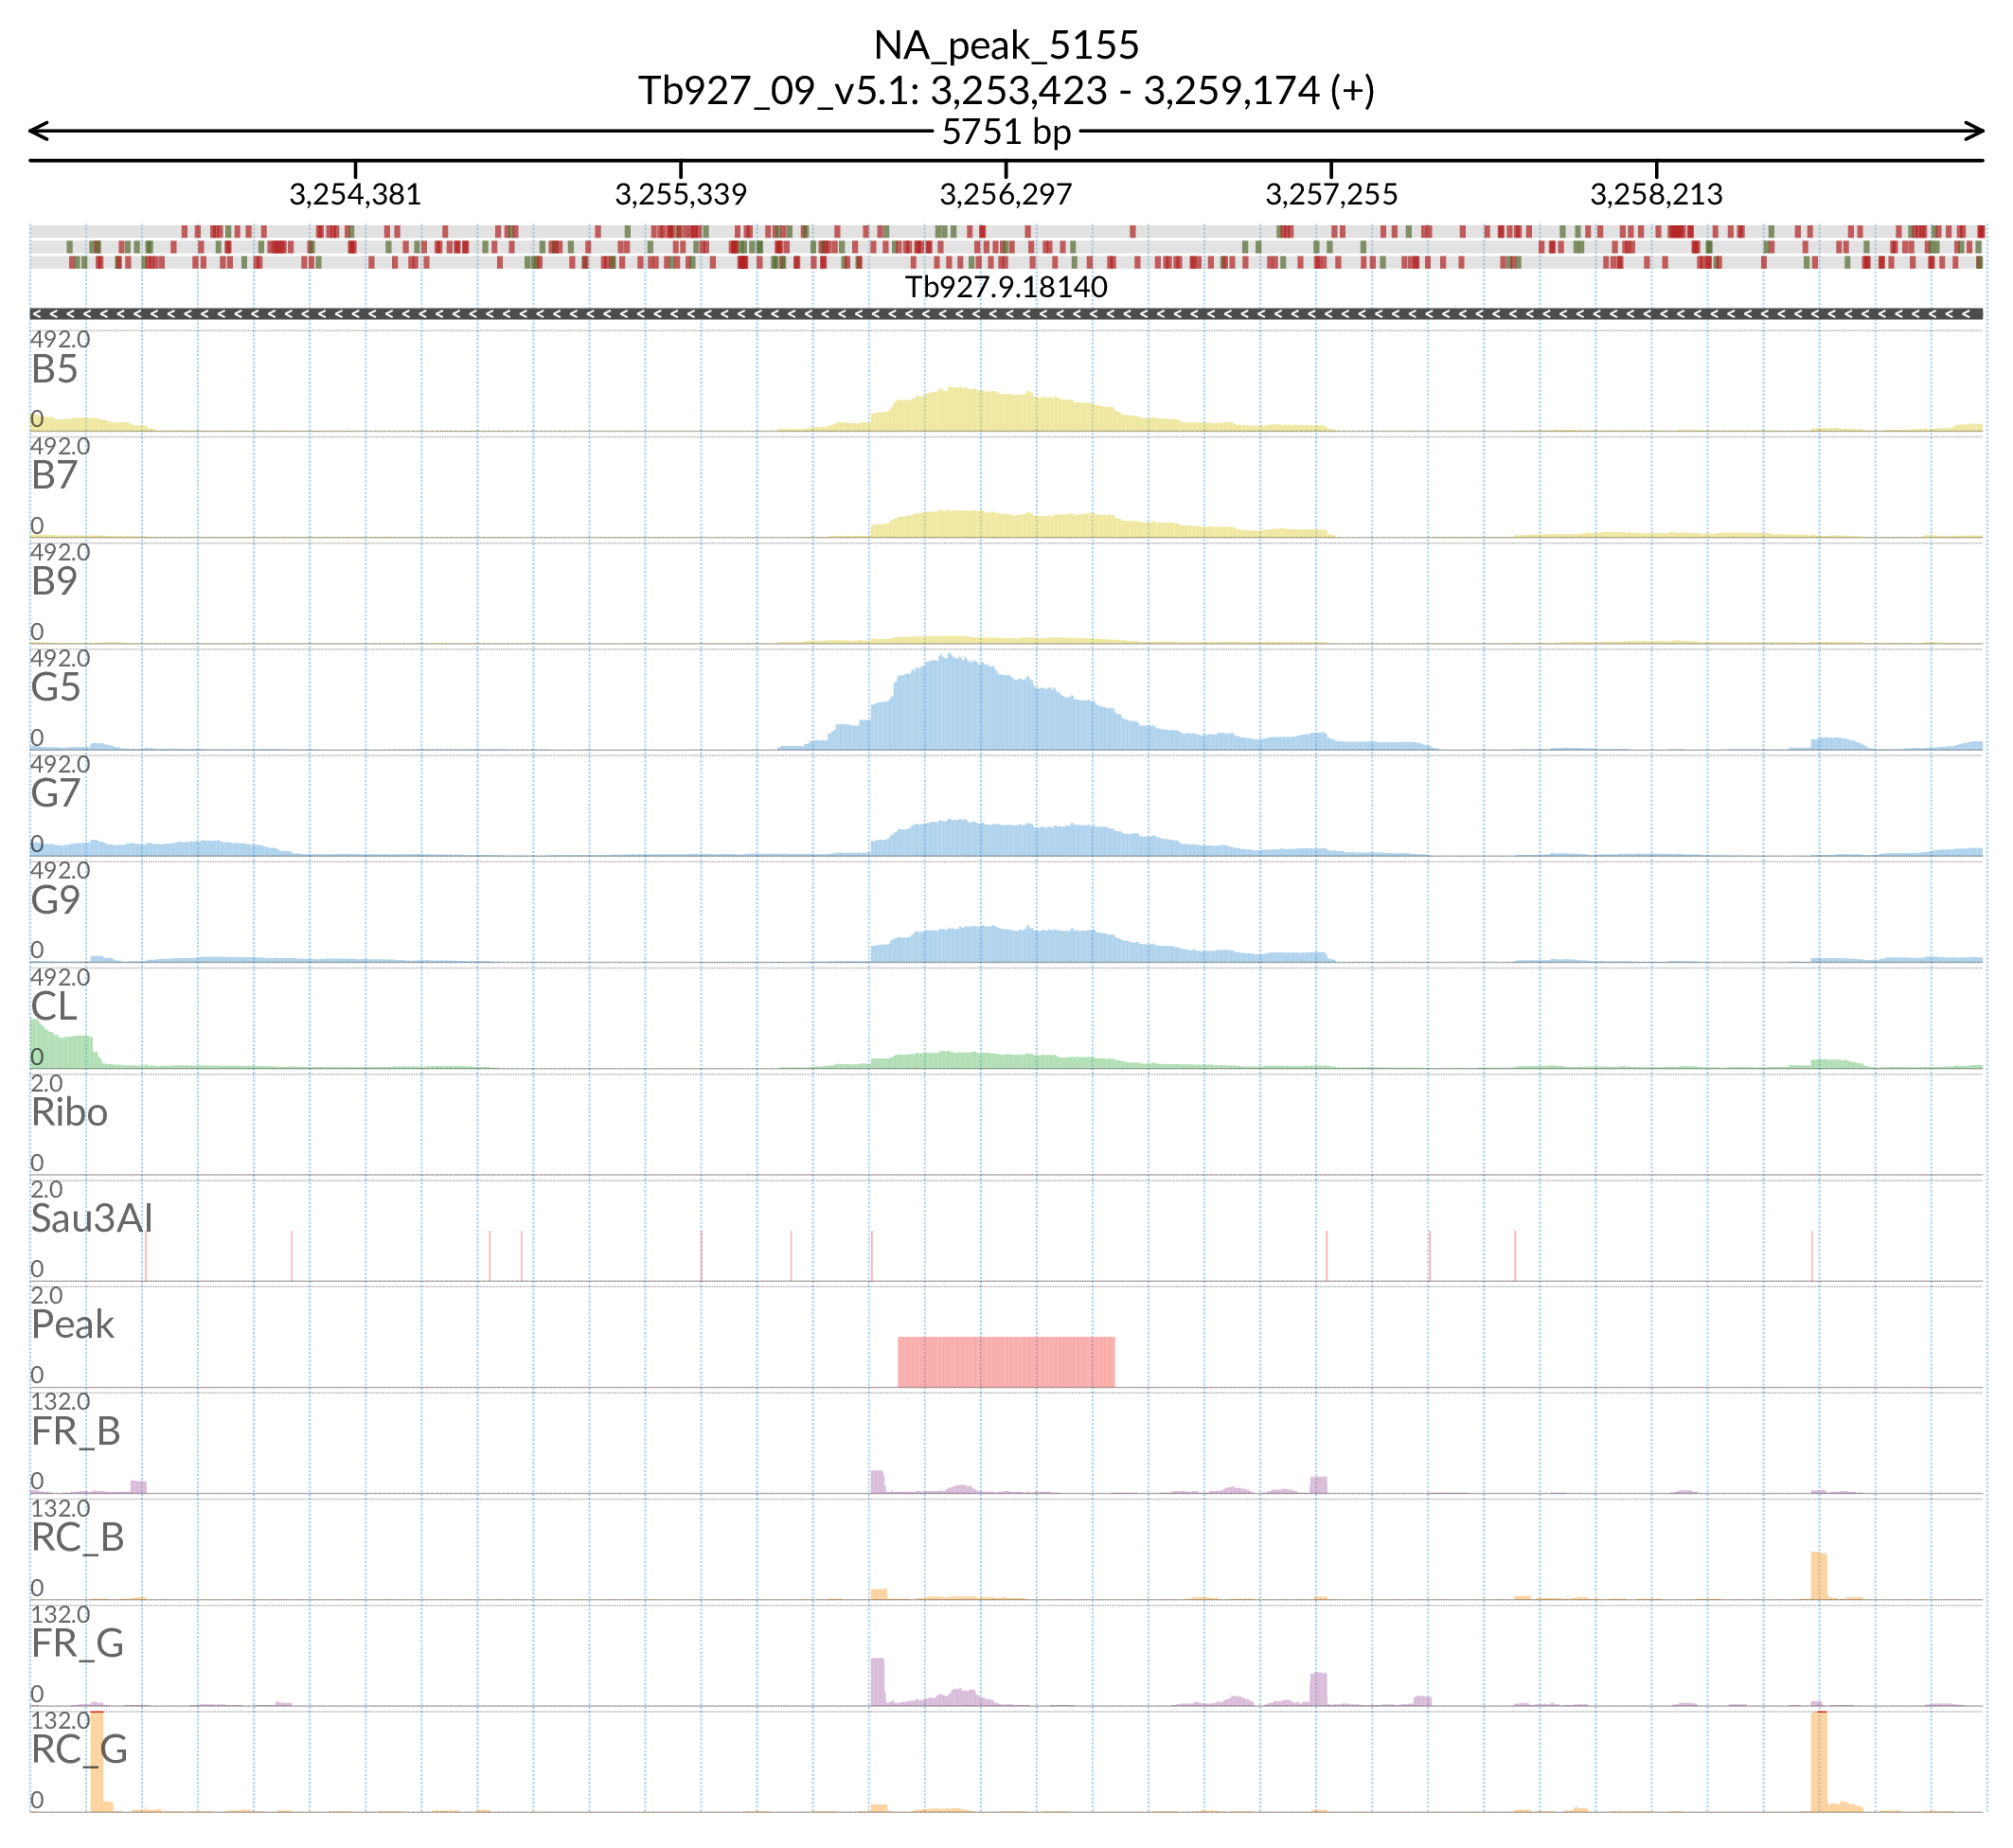 NA_peak_5155
Tb927_09_v5.1: 3,253,423 - 3,259,174 (+)
5751 bp
3,254,381 3,255,339 3,256,297 3,257,255 3,258,213
Tb927.9.18140
492.0
B5
0
492.0
B7
0
492.0
B9
0
492.0
G5
0
492.0
G7
0
492.0
G9
0
492.0
CL
0
2.0
Ribo
0
2.0
Sau3AI
0
2.0
Peak
0
132.0
FR_B
0
132.0
RC_B
0
132.0
FR_G
0
132.0
RC_G
0